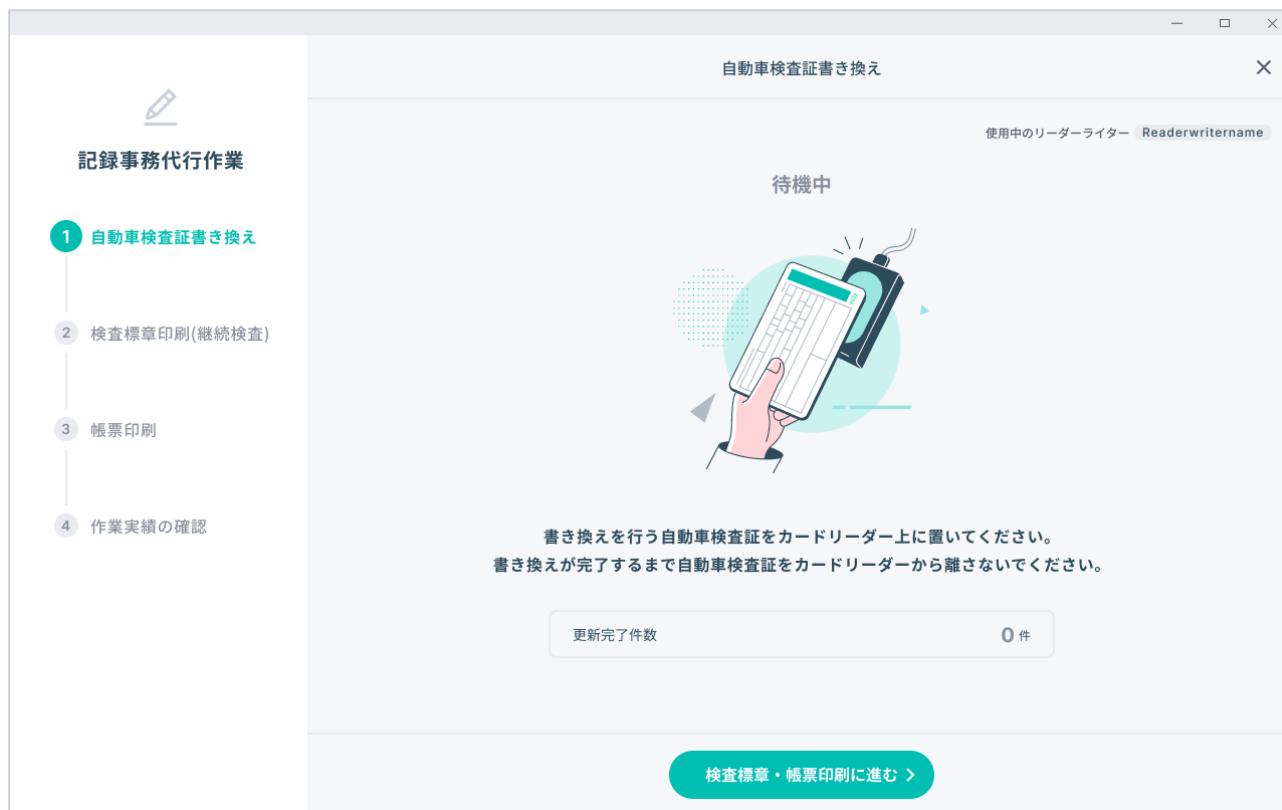 自動車検査証書き換え
使用中のリーダーライター Readerwritername
記録事務代行作業
1 自動車検査証書き換え
2 検査標章印刷(継続検査)
3 帳票印刷
4 作業実績の確認
待機中
書き換えを行う自動車検査証をカードリーダー上に置いてください。
書き換えが完了するまで自動車検査証をカードリーダーから離さないでください。
更新完了件数 0 件
検査標章・帳票印刷に進む